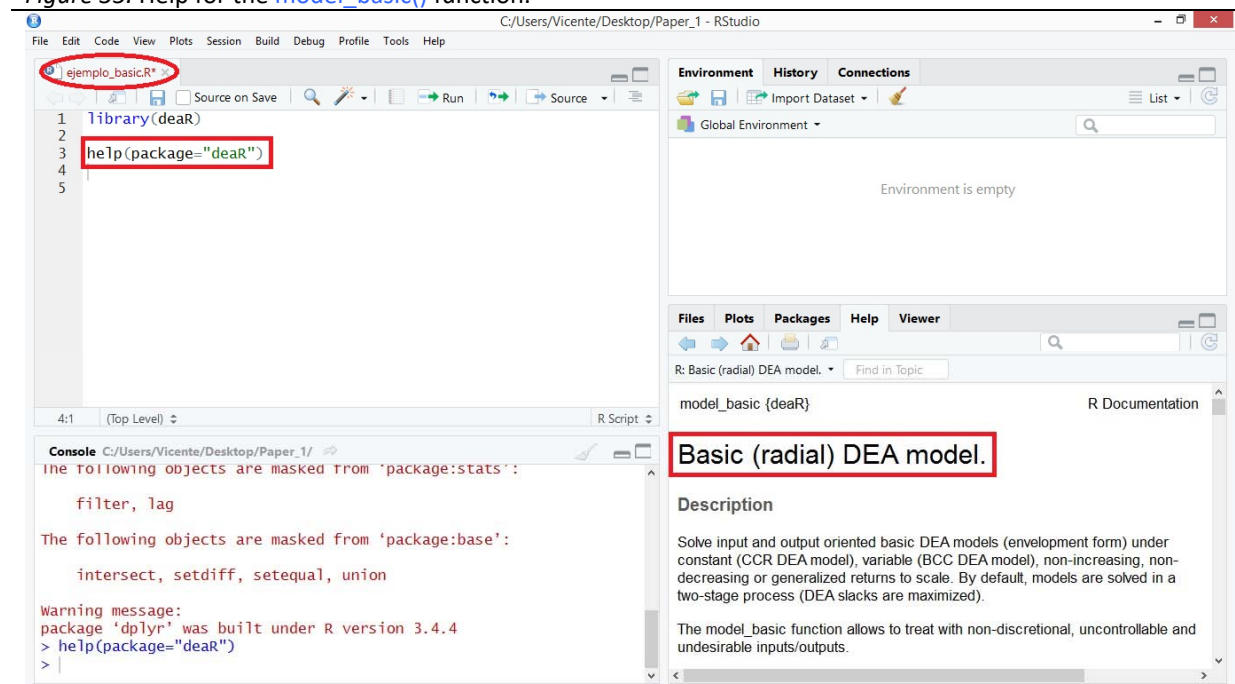 Figure 35. Help for the model_basic() function.
C:/Users/Vicente/Desktop/Paper_1 - RStudio
File Edit Code View Plots Session Build Debug Profile Tools Help
ejemplo_basic.R*
Source on Save Run Source
1 library(deaR)
2
3 help(package="deaR")
4
5
4:1 (Top Level) R Script
Console C:/Users/Vicente/Desktop/Paper_1/
The following objects are masked from ‘package:stats’:
filter, lag
The following objects are masked from ‘package:base’:
intersect, setdiff, setequal, union
Warning message:
package ‘dplyr’ was built under R version 3.4.4
> help(package="deaR")
>
Environment History Connections
Import Dataset List
Global Environment
Environment is empty
Files Plots Packages Help Viewer
R: Basic (radial) DEA model. Find in Topic
model_basic {deaR} R Documentation
Basic (radial) DEA model.
Description
Solve input and output oriented basic DEA models (envelopment form) under
constant (CCR DEA model), variable (BCC DEA model), non-increasing, non-
decreasing or generalized returns to scale. By default, models are solved in a
two-stage process (DEA slacks are maximized).
The model_basic function allows to treat with non-discretional, uncontrollable and
undesirable inputs/outputs.